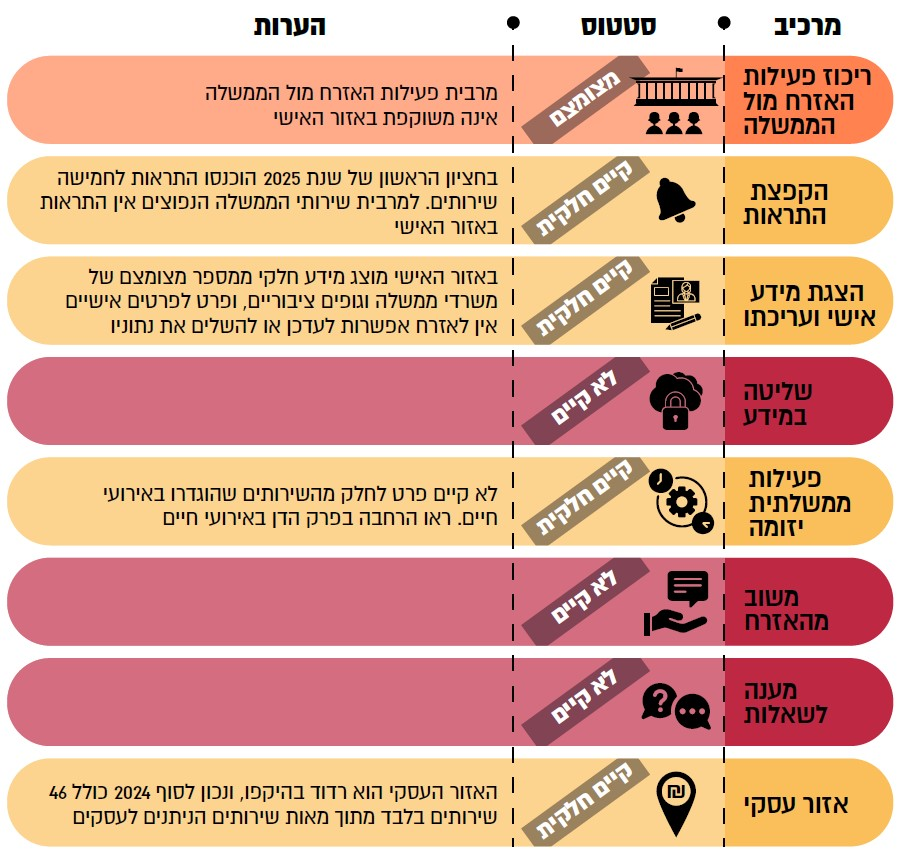 מרכיב
סטטוס
הערות
ריכוז פעילות
האזרח מול
הממשלה
מצומצם
מרבית פעילות האזרח מול הממשלה
אינה משוקפת באזור האישי
הקפצת
התראות
קיים חלקית
בחציון הראשון של שנת 2025 הוכנסו התראות לחמישה
שירותים. למרבית שירותי הממשלה הנפוצים אין התראות
באזור האישי
הצגת מידע
אישי ועריכתו
קיים חלקית
באזור האישי מוצג מידע חלקי ממספר מצומצם של
משרדי ממשלה וגופים ציבוריים, ופרט לפרטים אישיים
אין לאזרח אפשרות לעדכן או להשלים את נתוניו
שליטה
במידע
לא קיים
פעילות
ממשלתית
יזומה
קיים חלקית
לא קיים פרט לחלק מהשירותים שהוגדרו באירועי
חיים. ראו הרחבה בפרק הדן באירועי חיים
משוב
מהאזרח
לא קיים
מענה
לשאלות
לא קיים
אזור עסקי
₪
קיים חלקית
האזור העסקי הוא רדוד בהיקפו, ונכון לסוף 2024 כולל 46
שירותים בלבד מתוך מאות שירותים הניתנים לעסקים